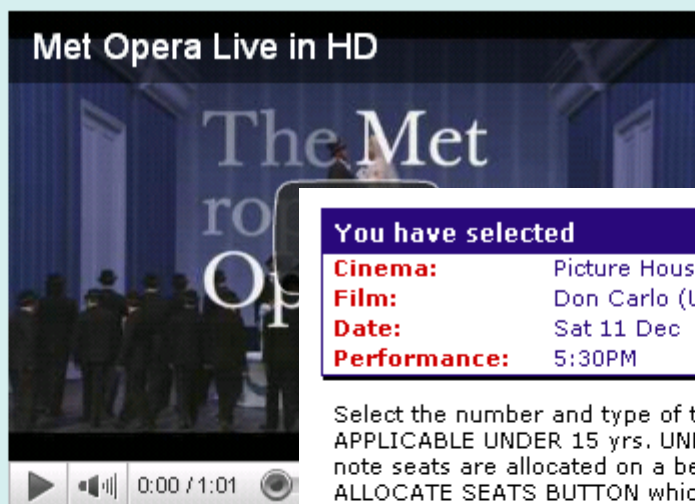 Met Opera Live in HD
The Met
rop
Op
You have selected
Cinema: Picture Hous
Film: Don Carlo (U
Date: Sat 11 Dec
Performance: 5:30PM
Select the number and type of t
APPLICABLE UNDER 15 yrs. UN
note seats are allocated on a be
ALLOCATE SEATS BUTTON whic
0:00 / 1:01